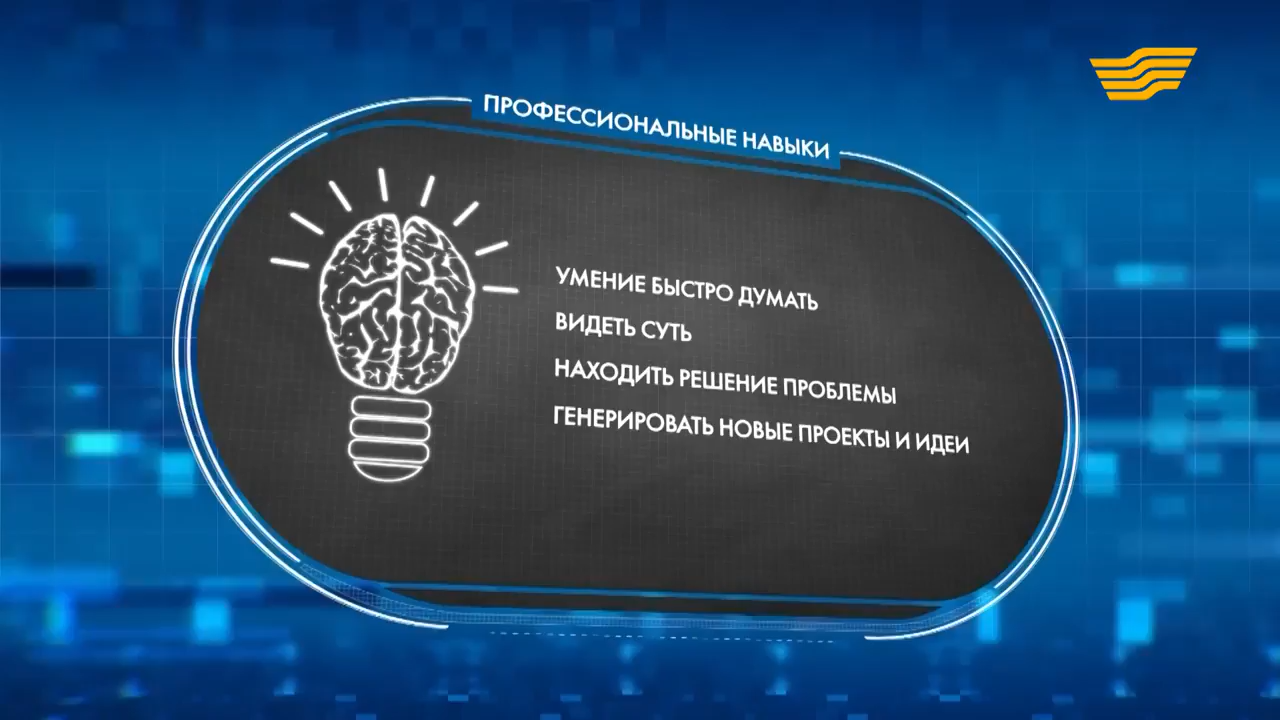 ПРОФЕССИОНАЛЬНЫЕ НАВЫКИ
УМЕНИЕ БЫСТРО ДУМАТЬ
ВИДЕТЬ СУТЬ
НАХОДИТЬ РЕШЕНИЕ ПРОБЛЕМЫ
ГЕНЕРИРОВАТЬ НОВЫЕ ПРОЕКТЫ И ИДЕИ